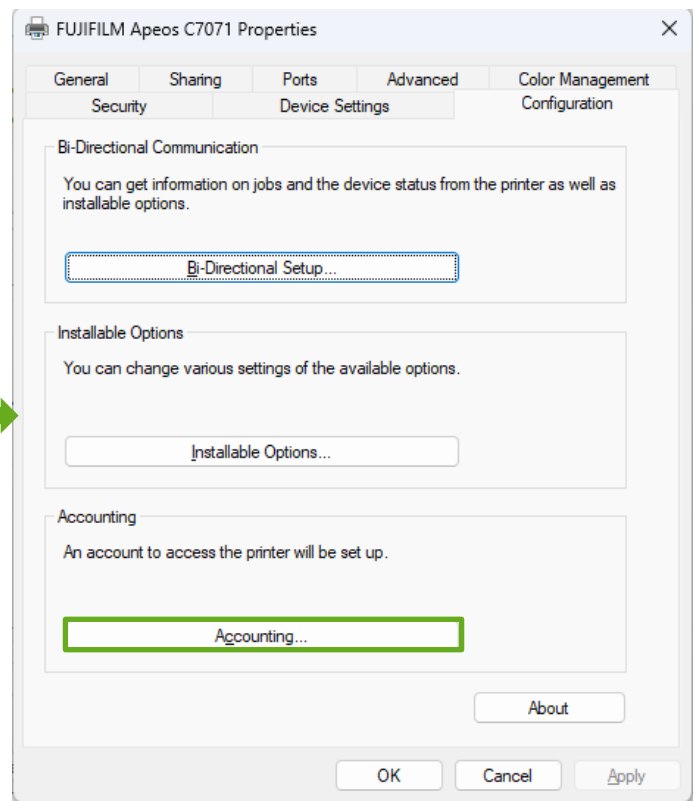 FUJIFILM Apeos C7071 Properties
General Sharing Ports Advanced Color Management
Security Device Settings Configuration
Bi-Directional Communication
You can get information on jobs and the device status from the printer as well as
installable options.
Bi-Directional Setup...
Installable Options
You can change various settings of the available options.
Installable Options...
Accounting
An account to access the printer will be set up.
Accounting...
About
OK Cancel Apply